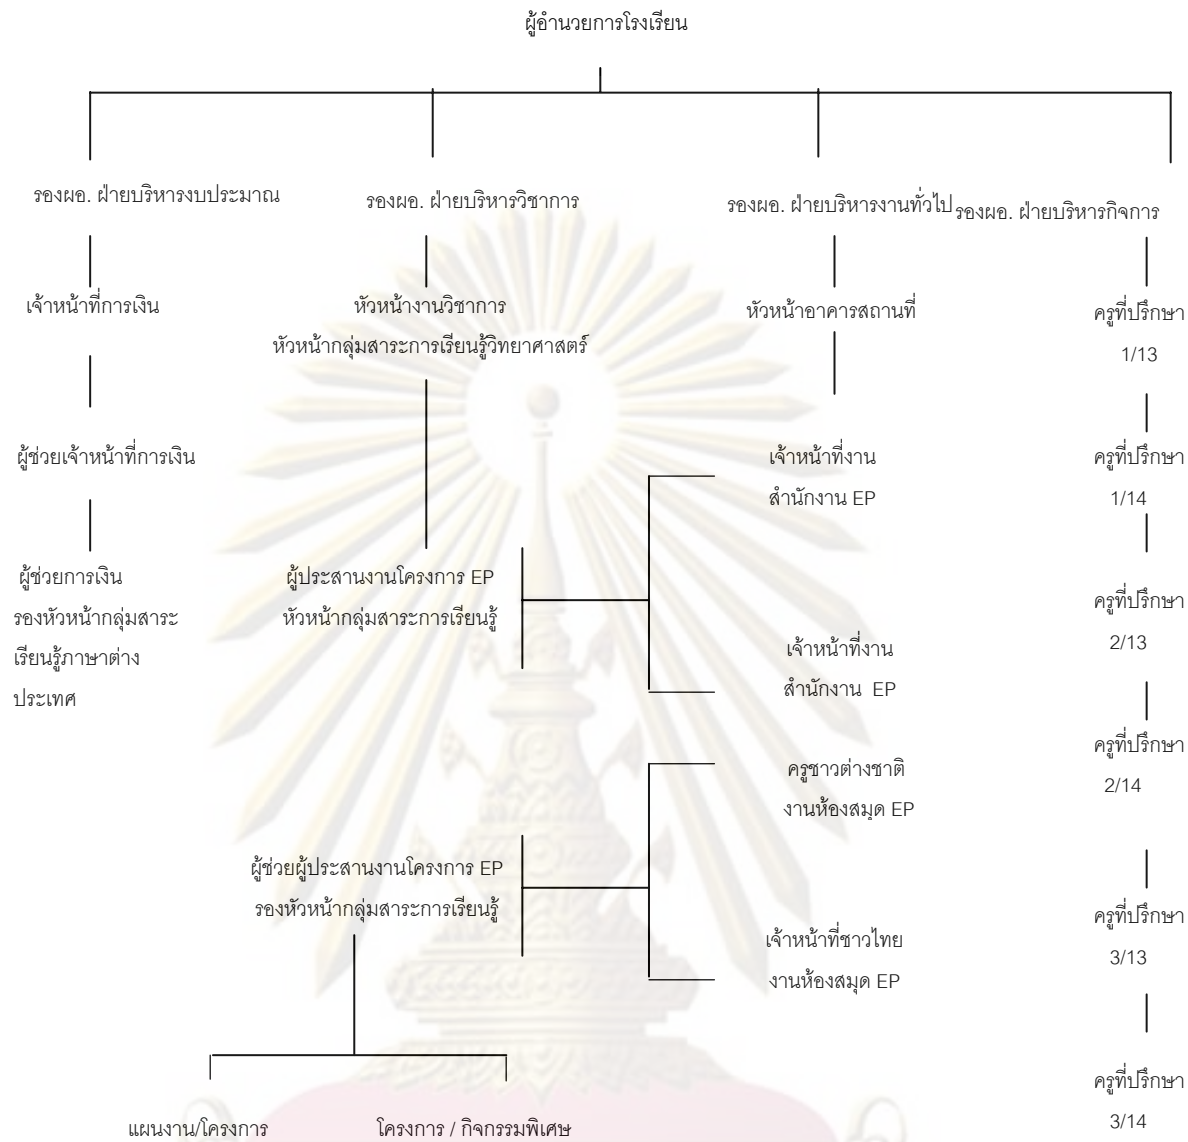 ผู้อำนวยการโรงเรียน
รองผอ. ฝ่ายบริหารงบประมาณ
รองผอ. ฝ่ายบริหารวิชาการ
รองผอ. ฝ่ายบริหารงานทั่วไป
รองผอ. ฝ่ายบริหารกิจการ
เจ้าหน้าที่การเงิน
หัวหน้างานวิชาการ
หัวหน้ากลุ่มสาระการเรียนรู้วิทยาศาสตร์
หัวหน้าอาคารสถานที่
ครูที่ปรึกษา
1/13
ผู้ช่วยเจ้าหน้าที่การเงิน
เจ้าหน้าที่งาน
สำนักงาน EP
ครูที่ปรึกษา
1/14
ผู้ช่วยการเงิน
รองหัวหน้ากลุ่มสาระ
เรียนรู้ภาษาต่าง
ประเทศ
ผู้ประสานงานโครงการ EP
หัวหน้ากลุ่มสาระการเรียนรู้
เจ้าหน้าที่งาน
สำนักงาน EP
ครูที่ปรึกษา
2/13
ครูชาวต่างชาติ
งานห้องสมุด EP
ครูที่ปรึกษา
2/14
ผู้ช่วยผู้ประสานงานโครงการ EP
รองหัวหน้ากลุ่มสาระการเรียนรู้
เจ้าหน้าที่ชาวไทย
งานห้องสมุด EP
ครูที่ปรึกษา
3/13
แผนงาน/โครงการ
โครงการ / กิจกรรมพิเศษ
ครูที่ปรึกษา
3/14